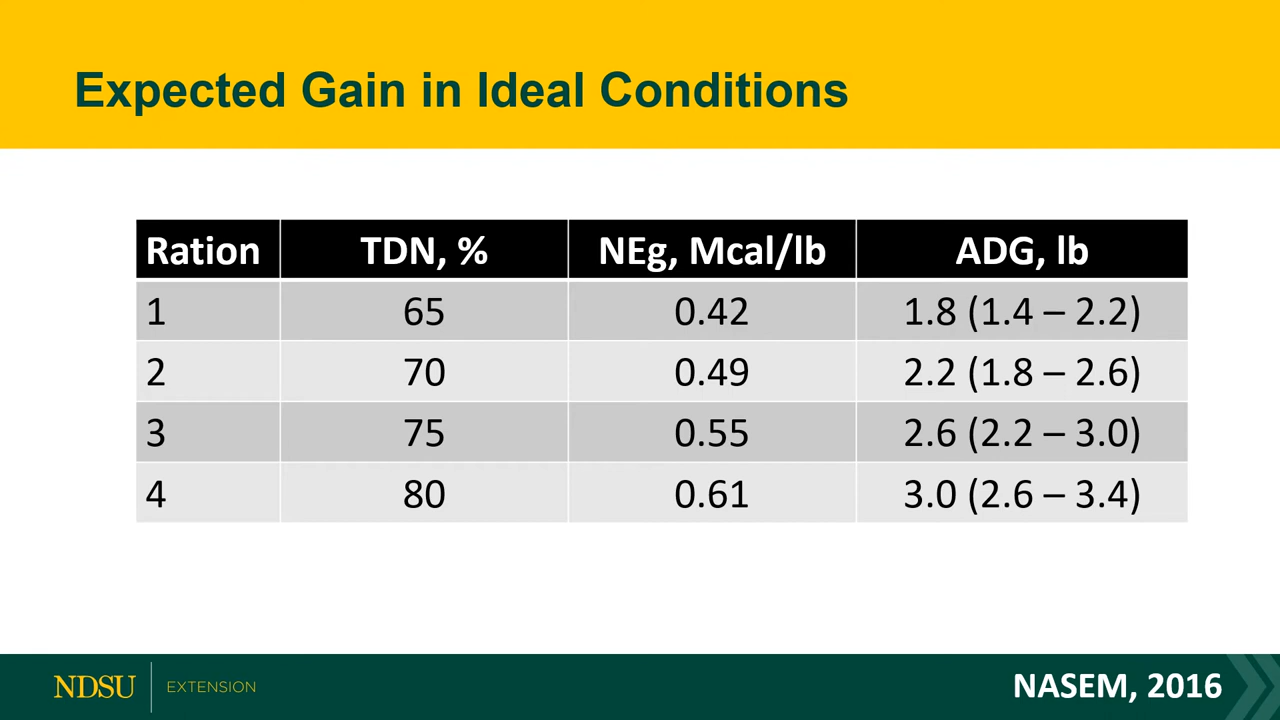 Expected Gain in Ideal Conditions
Ration TDN, % NEg, Mcal/lb ADG, lb
1 65 0.42 1.8 (1.4 – 2.2)
2 70 0.49 2.2 (1.8 – 2.6)
3 75 0.55 2.6 (2.2 – 3.0)
4 80 0.61 3.0 (2.6 – 3.4)
NDSU EXTENSION NASEM, 2016